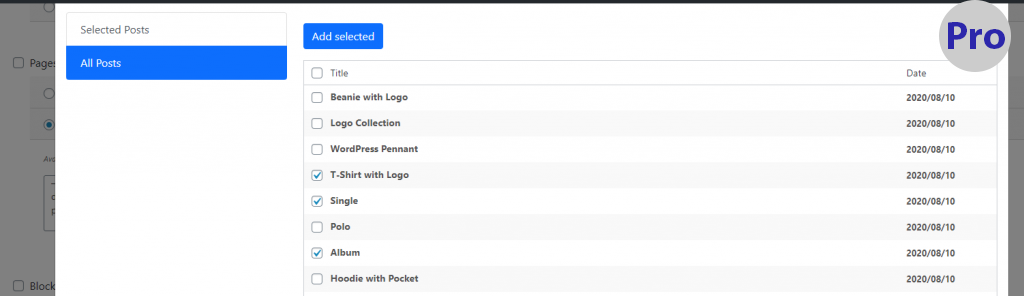 Selected Posts
All Posts
Add selected
Pro
Title Date
Beanie with Logo 2020/08/10
Logo Collection 2020/08/10
WordPress Pennant 2020/08/10
T-Shirt with Logo 2020/08/10
Single 2020/08/10
Polo 2020/08/10
Album 2020/08/10
Hoodie with Pocket 2020/08/10
Pages
Block